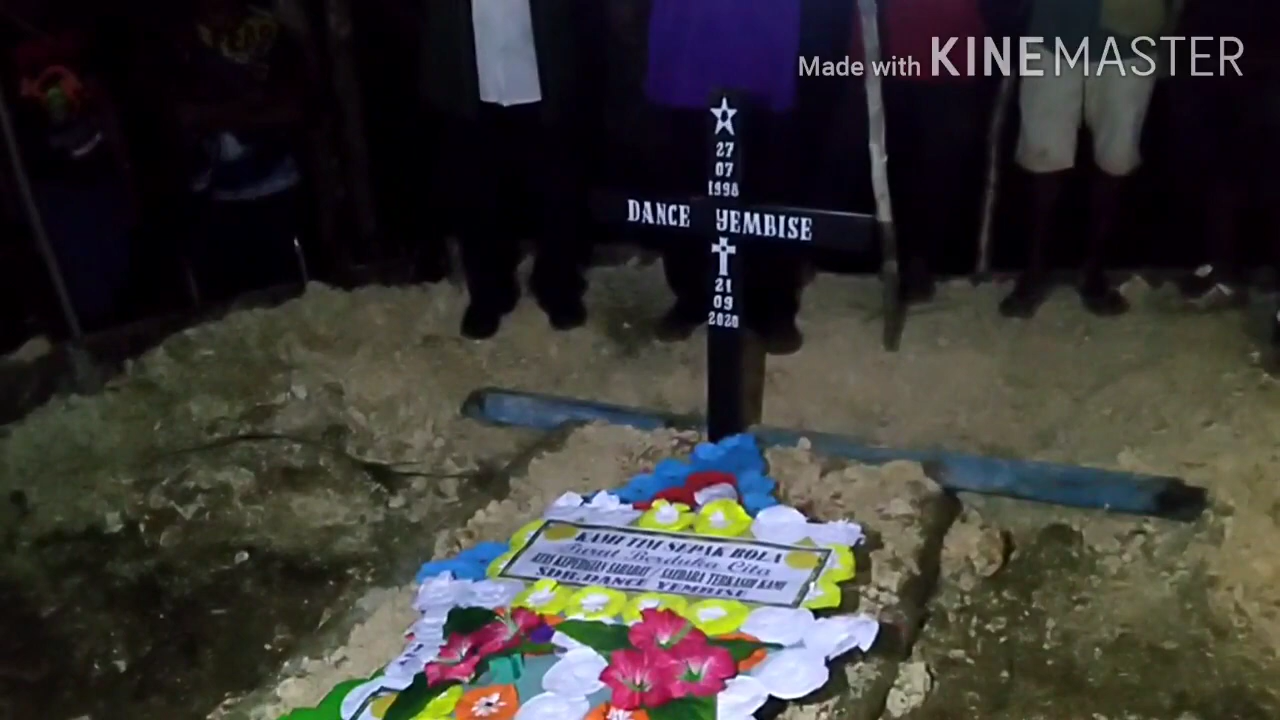 Made with KINEMASTER
27
07
1998
DANCE YEMBISE
21
09
2020
KAMI TIM SEPAK BOLA
Turut Berduka Cita
ATAS KEPERGIAN SAHABAT / SAUDARA TERKASIH KAMI
SDR. DANCE YEMBISE